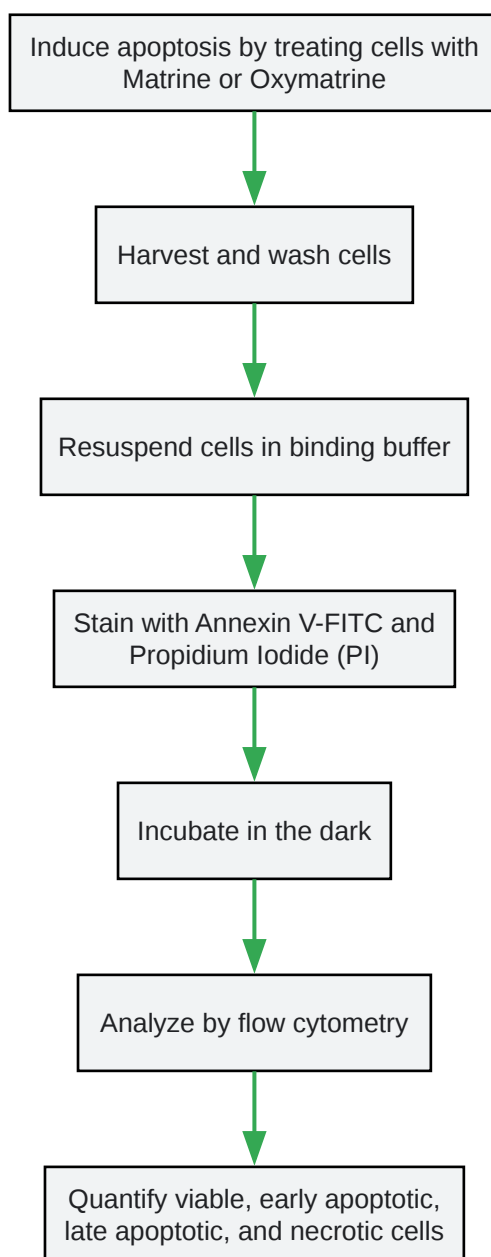 Induce apoptosis by treating cells with
Matrine or Oxymatrine
Harvest and wash cells
Resuspend cells in binding buffer
Stain with Annexin V-FITC and
Propidium Iodide (PI)
Incubate in the dark
Analyze by flow cytometry
Quantify viable, early apoptotic,
late apoptotic, and necrotic cells